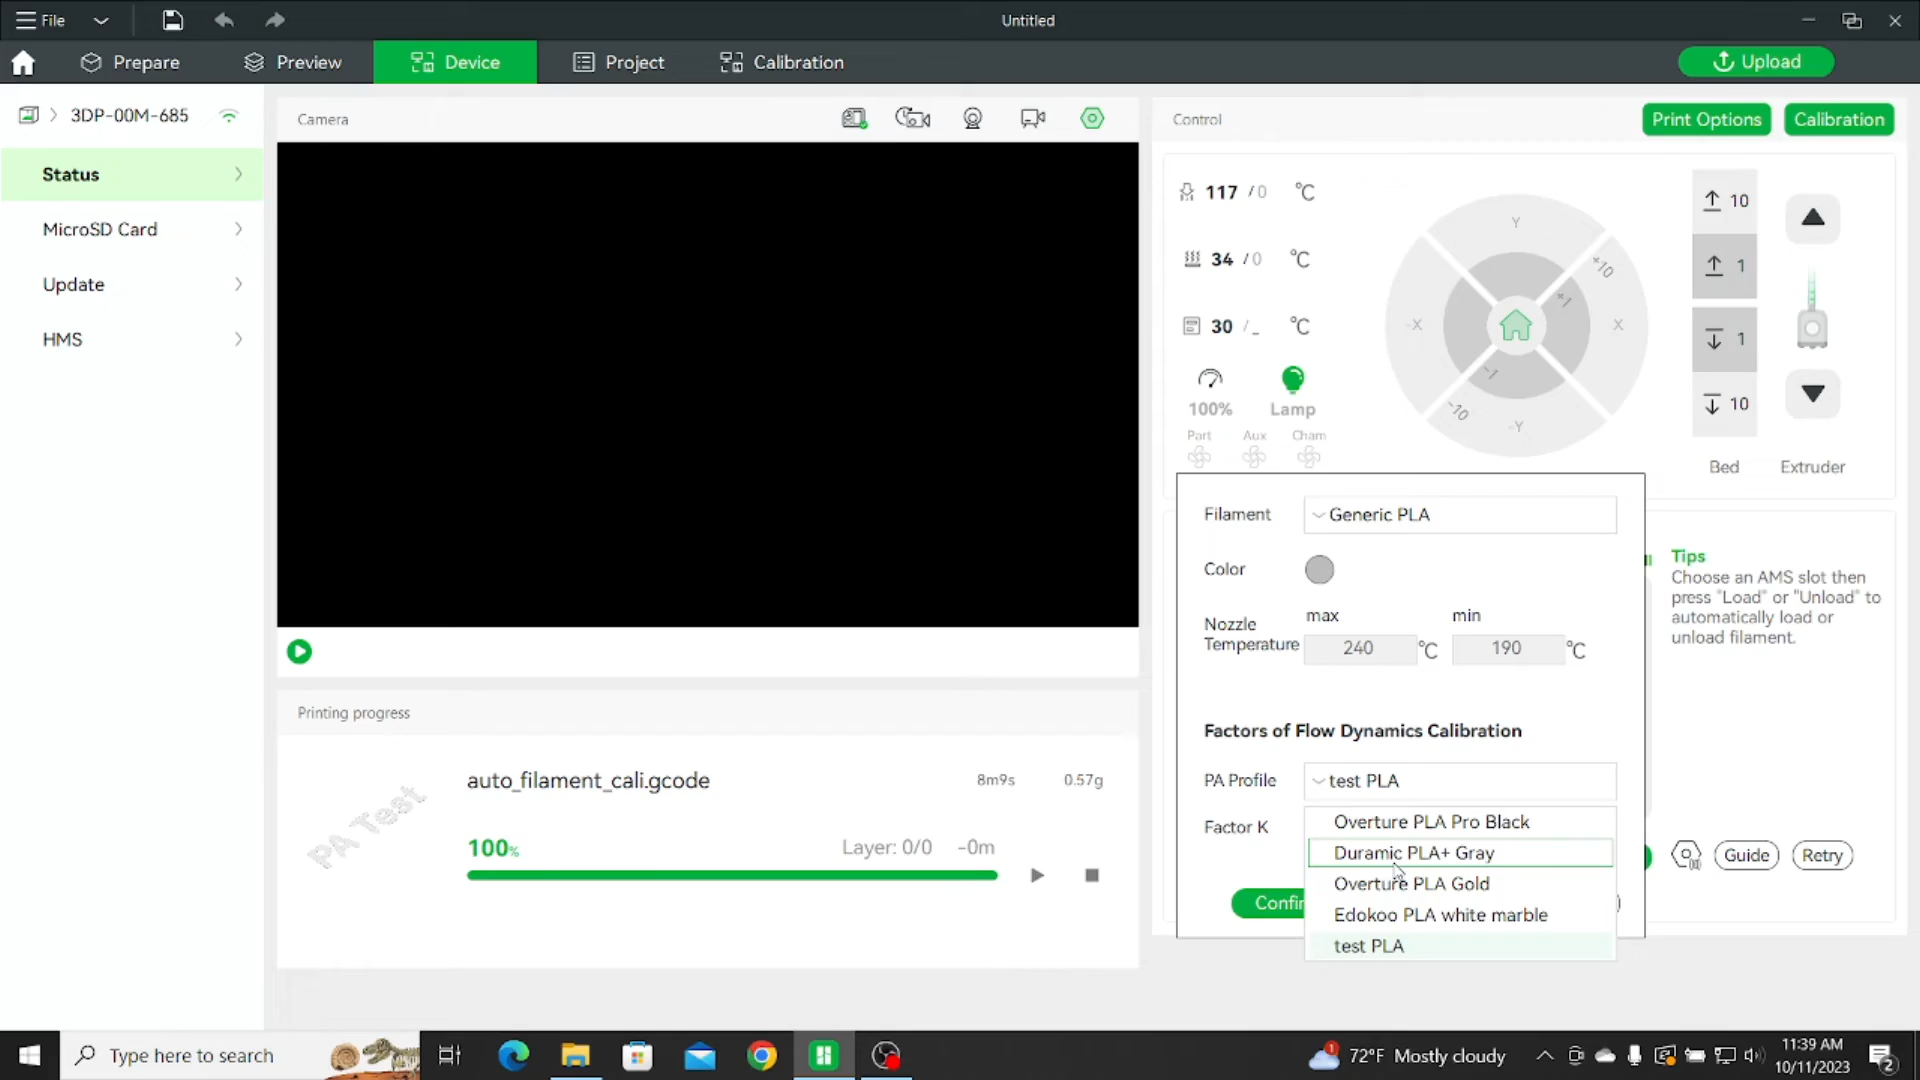 File
Untitled
Prepare
Preview
Device
Project
Calibration
Upload
3DP-00M-685
Camera
Control
Print Options
Calibration
Status
MicroSD Card
Update
HMS
117 /0 °C
34 /0 °C
30 /_ °C
100%
Lamp
Part
Aux
Cham
Y
+10
+1
-X
X
-1
-10
-Y
10
1
1
10
Bed
Extruder
Filament
Generic PLA
Color
max
min
Nozzle
Temperature
240 °C
190 °C
Factors of Flow Dynamics Calibration
PA Profile
test PLA
Factor K
Overture PLA Pro Black
Duramic PLA+ Gray
Overture PLA Gold
Edokoo PLA white marble
test PLA
Tips
Choose an AMS slot then
press "Load" or "Unload" to
automatically load or
unload filament.
Guide
Retry
Printing progress
PA Test
auto_filament_cali.gcode
8m9s
0.57g
100%
Layer: 0/0
-0m
Type here to search
72°F Mostly cloudy
11:39 AM
10/11/2023
2
1